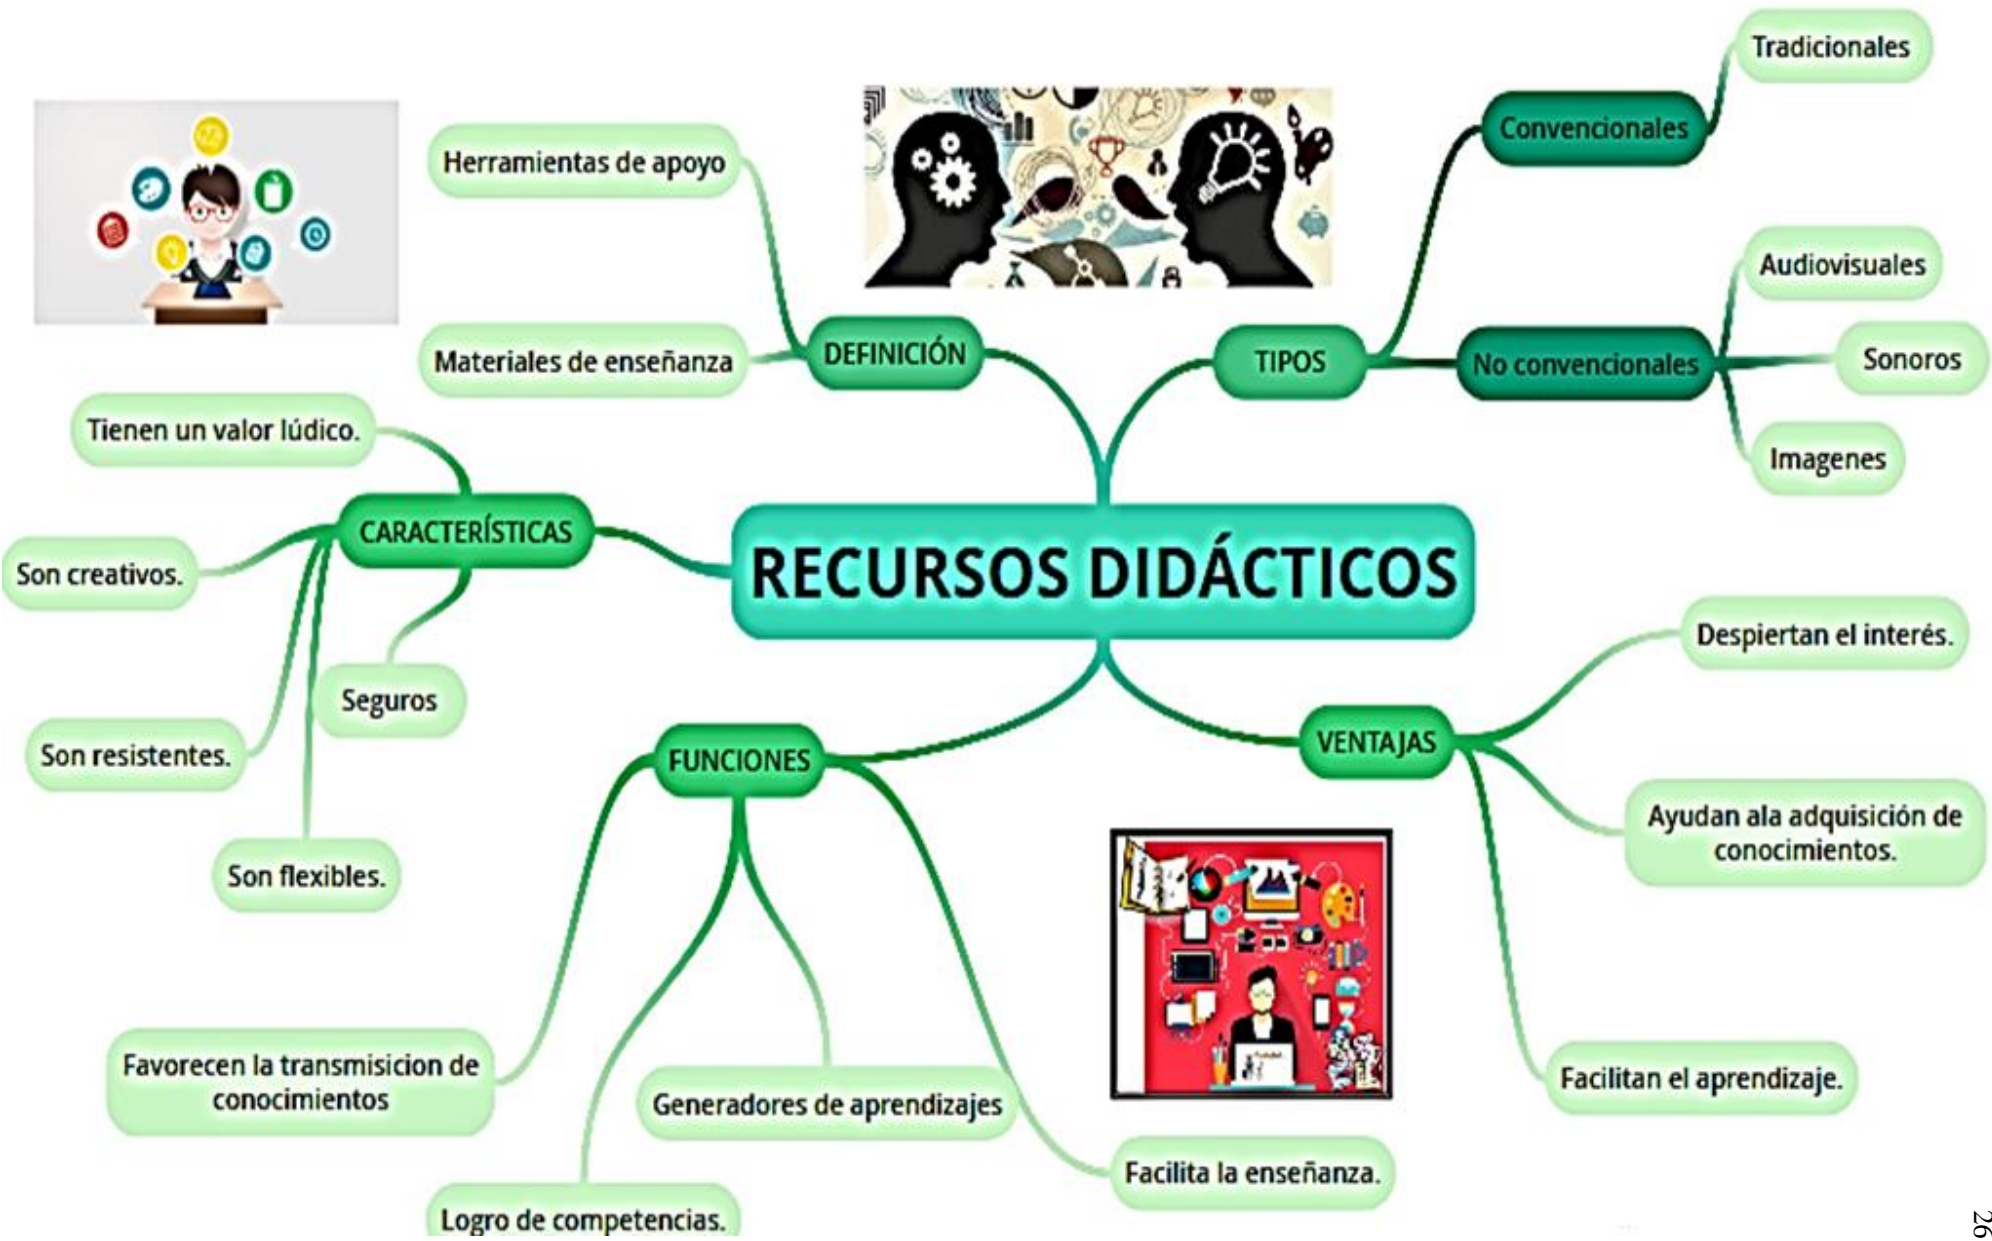 Tradicionales
Convencionales
Herramientas de apoyo
Audiovisuales
DEFINICIÓN
TIPOS
No convencionales
Sonoros
Materiales de enseñanza
Imagenes
Tienen un valor lúdico.
CARACTERÍSTICAS
Son creativos.
RECURSOS DIDÁCTICOS
Despiertan el interés.
Seguros
Son resistentes.
FUNCIONES
VENTAJAS
Ayudan ala adquisición de
conocimientos.
Son flexibles.
Favorecen la transmisicion de
conocimientos
Generadores de aprendizajes
Facilitan el aprendizaje.
Facilita la enseñanza.
Logro de competencias.
26